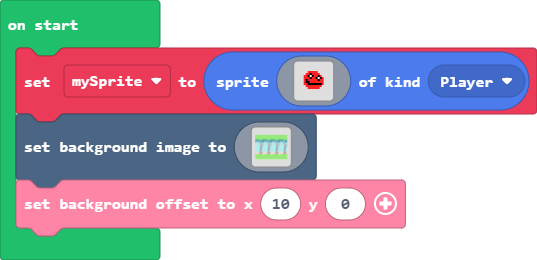 on start
set mySprite to sprite of kind Player
set background image to
set background offset to x 10 y 0